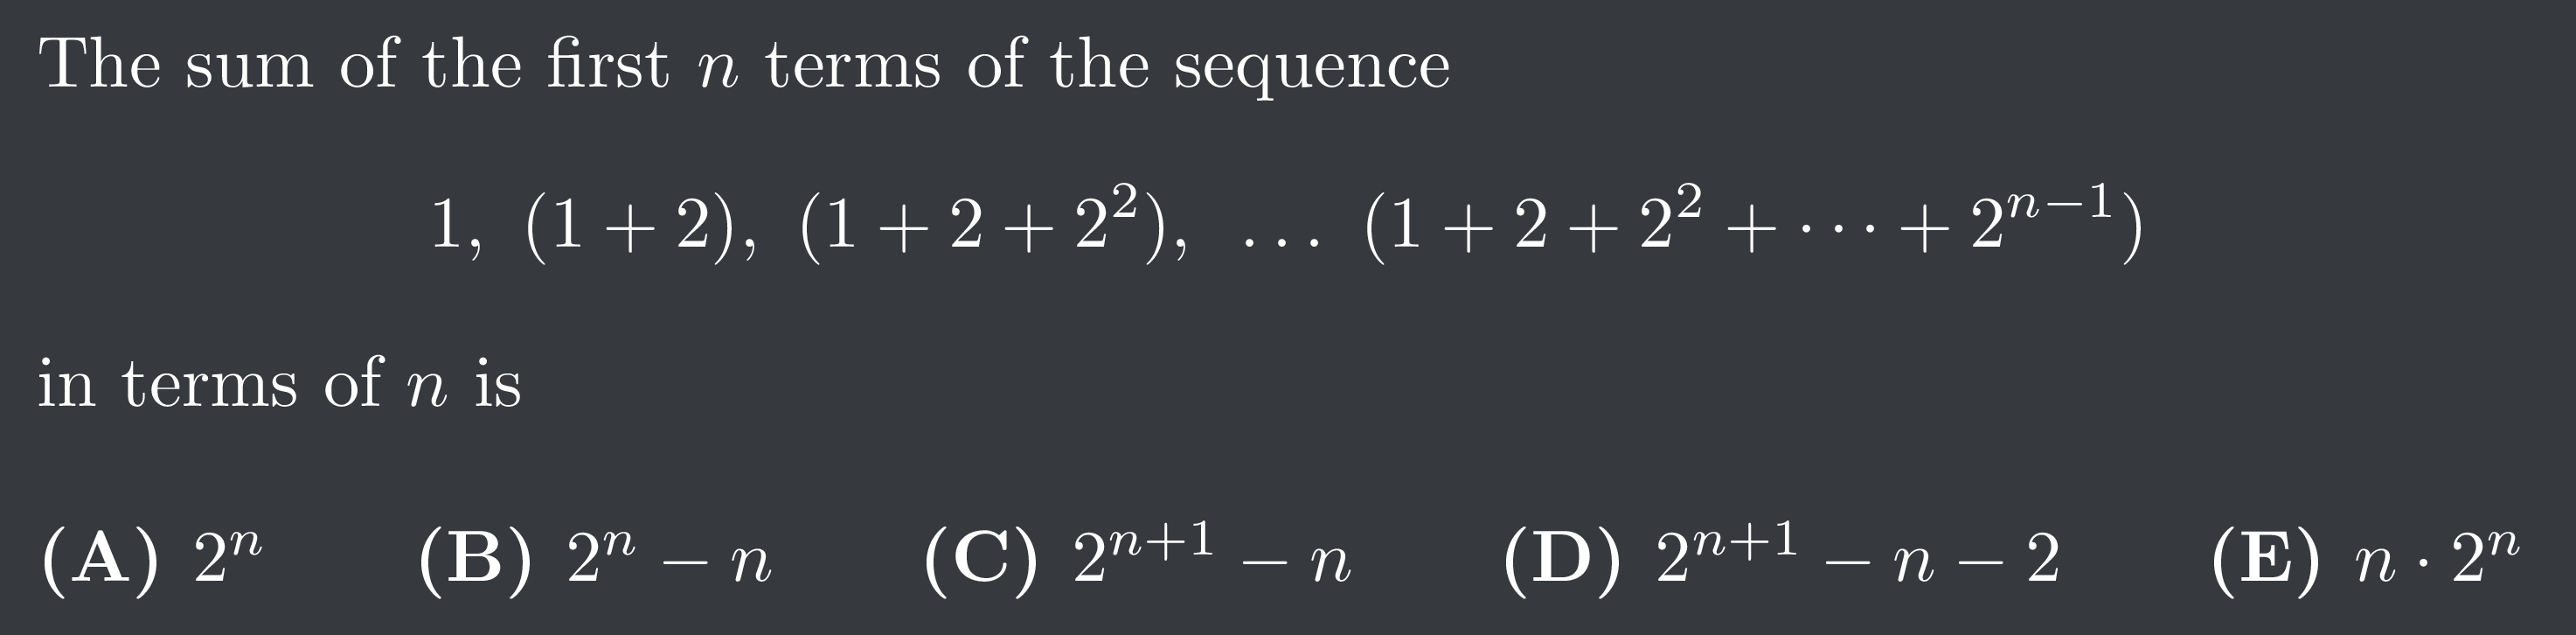 The sum of the first n terms of the sequence
1, (1 + 2), (1 + 2 + 2²), … (1 + 2 + 2² + ⋯ + 2ⁿ⁻¹)
in terms of n is
(A) 2ⁿ (B) 2ⁿ − n (C) 2ⁿ⁺¹ − n (D) 2ⁿ⁺¹ − n − 2 (E) n · 2ⁿ